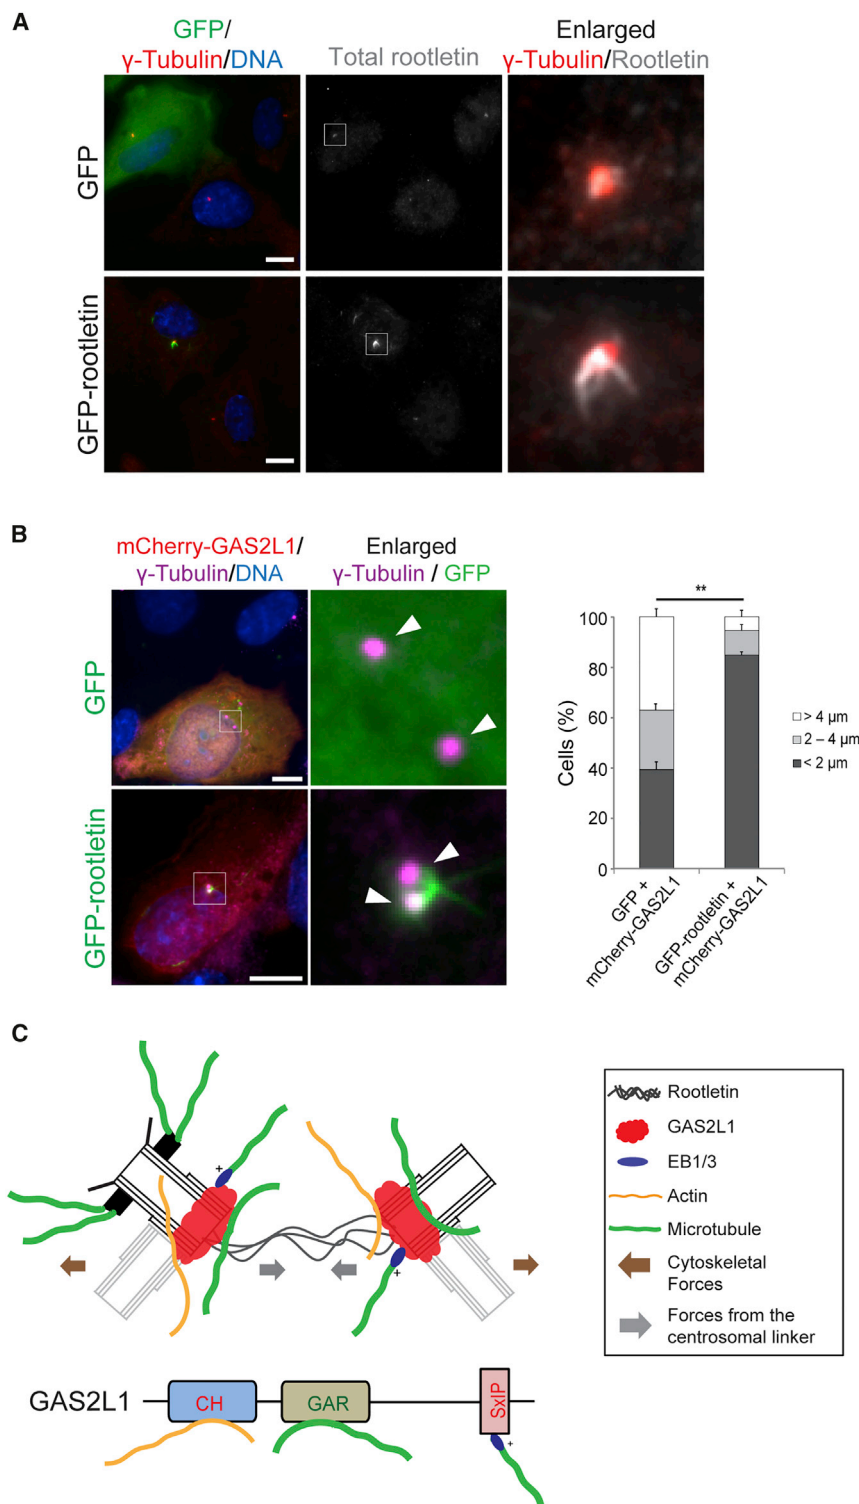 A
GFP/
γ-Tubulin/DNA
Total rootletin
Enlarged
γ-Tubulin/Rootletin
GFP
GFP-rootletin
B
mCherry-GAS2L1/
γ-Tubulin/DNA
Enlarged
γ-Tubulin / GFP
GFP
GFP-rootletin
**
Cells (%)
100
80
60
40
20
0
> 4 µm
2 – 4 µm
< 2 µm
GFP +
mCherry-GAS2L1
GFP-rootletin +
mCherry-GAS2L1
C
+
+
Rootletin
GAS2L1
EB1/3
Actin
Microtubule
Cytoskeletal
Forces
Forces from the
centrosomal linker
GAS2L1
CH
GAR
SxIP
+